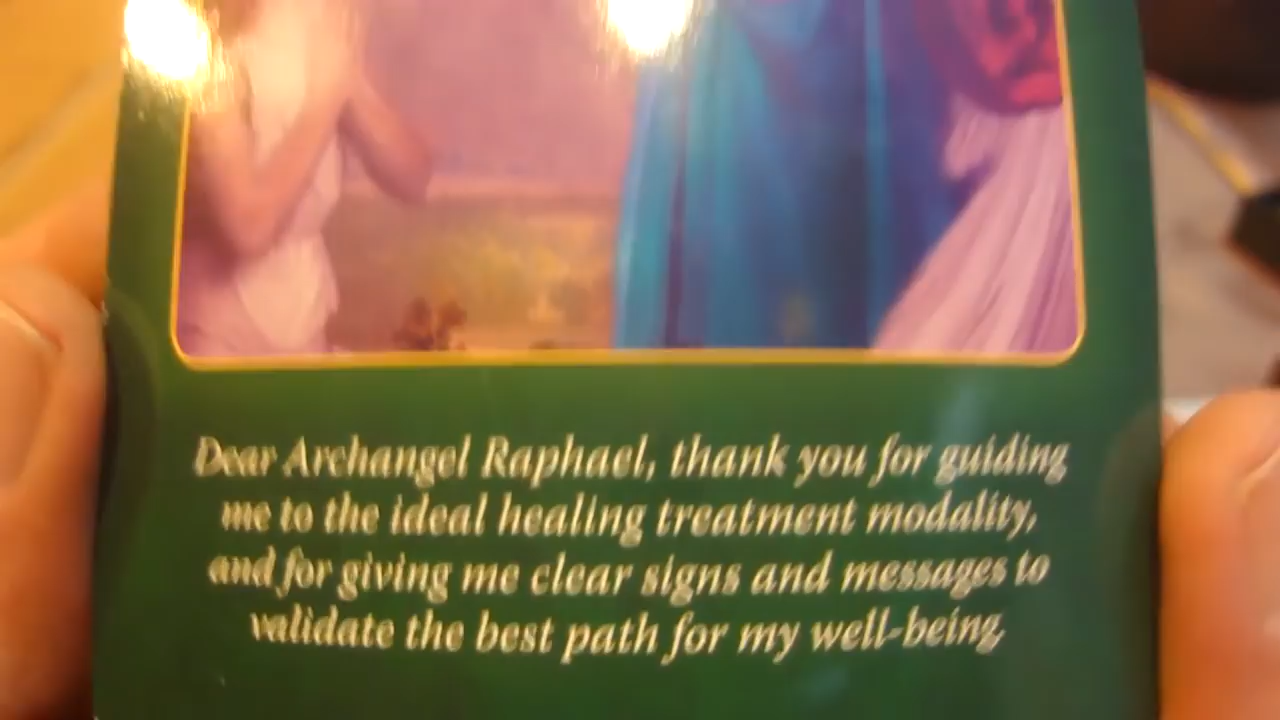 Dear Archangel Raphael, thank you for guiding
me to the ideal healing treatment modality,
and for giving me clear signs and messages to
validate the best path for my well-being